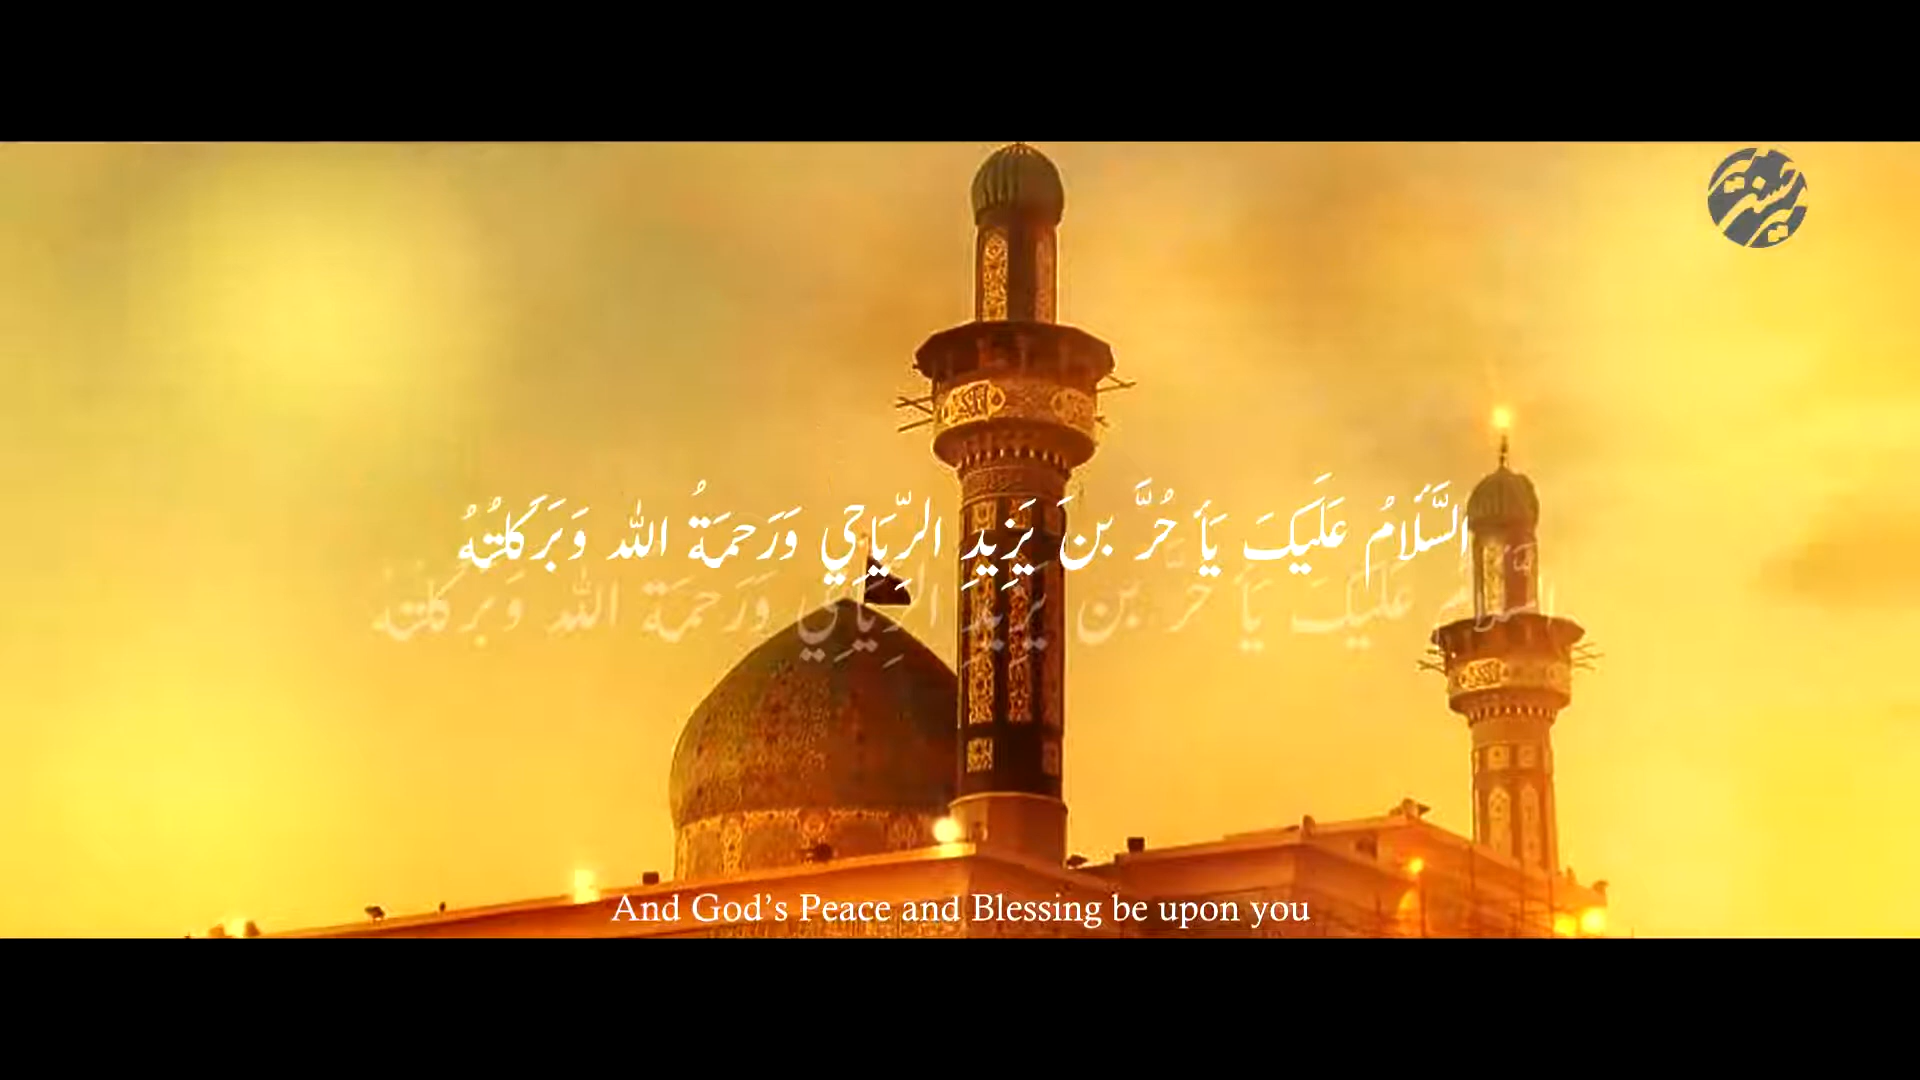 السَّلَامُ عَلَيكَ يَأ حُرَّ بنَ يَزِيدِ الرِّيَاحِي وَرَحمَةُ الله وَبَرَكَاتُهُ
And God's Peace and Blessing be upon you